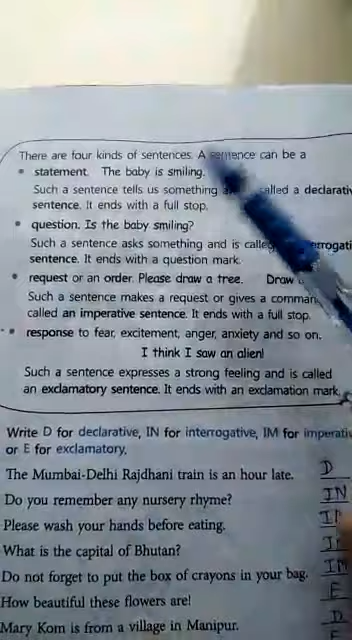 There are four kinds of sentences. A sentence can be a
• statement. The baby is smiling.
Such a sentence tells us something called a
sentence. It ends with a full stop.
• question. Is the baby smiling?
Such a sentence asks something and is
sentence. It ends with a question mark.
• request or an order. Please draw a tree. Draw
Such a sentence makes a request or gives a
called an imperative sentence. It ends with a full stop.
• response to fear, excitement, anger, anxiety and so on.
I think I saw an alien!
Such a sentence expresses a strong feeling and is called
an exclamatory sentence. It ends with an exclamation mark.
Write D for declarative, IN for interrogative, IM for
or E for exclamatory.
The Mumbai-Delhi Rajdhani train is an hour late. D
Do you remember any nursery rhyme? IN
Please wash your hands before eating.
What is the capital of Bhutan?
Do not forget to put the box of crayons in your bag. IM
How beautiful these flowers are! E
Mary Kom is from a village in Manipur. D